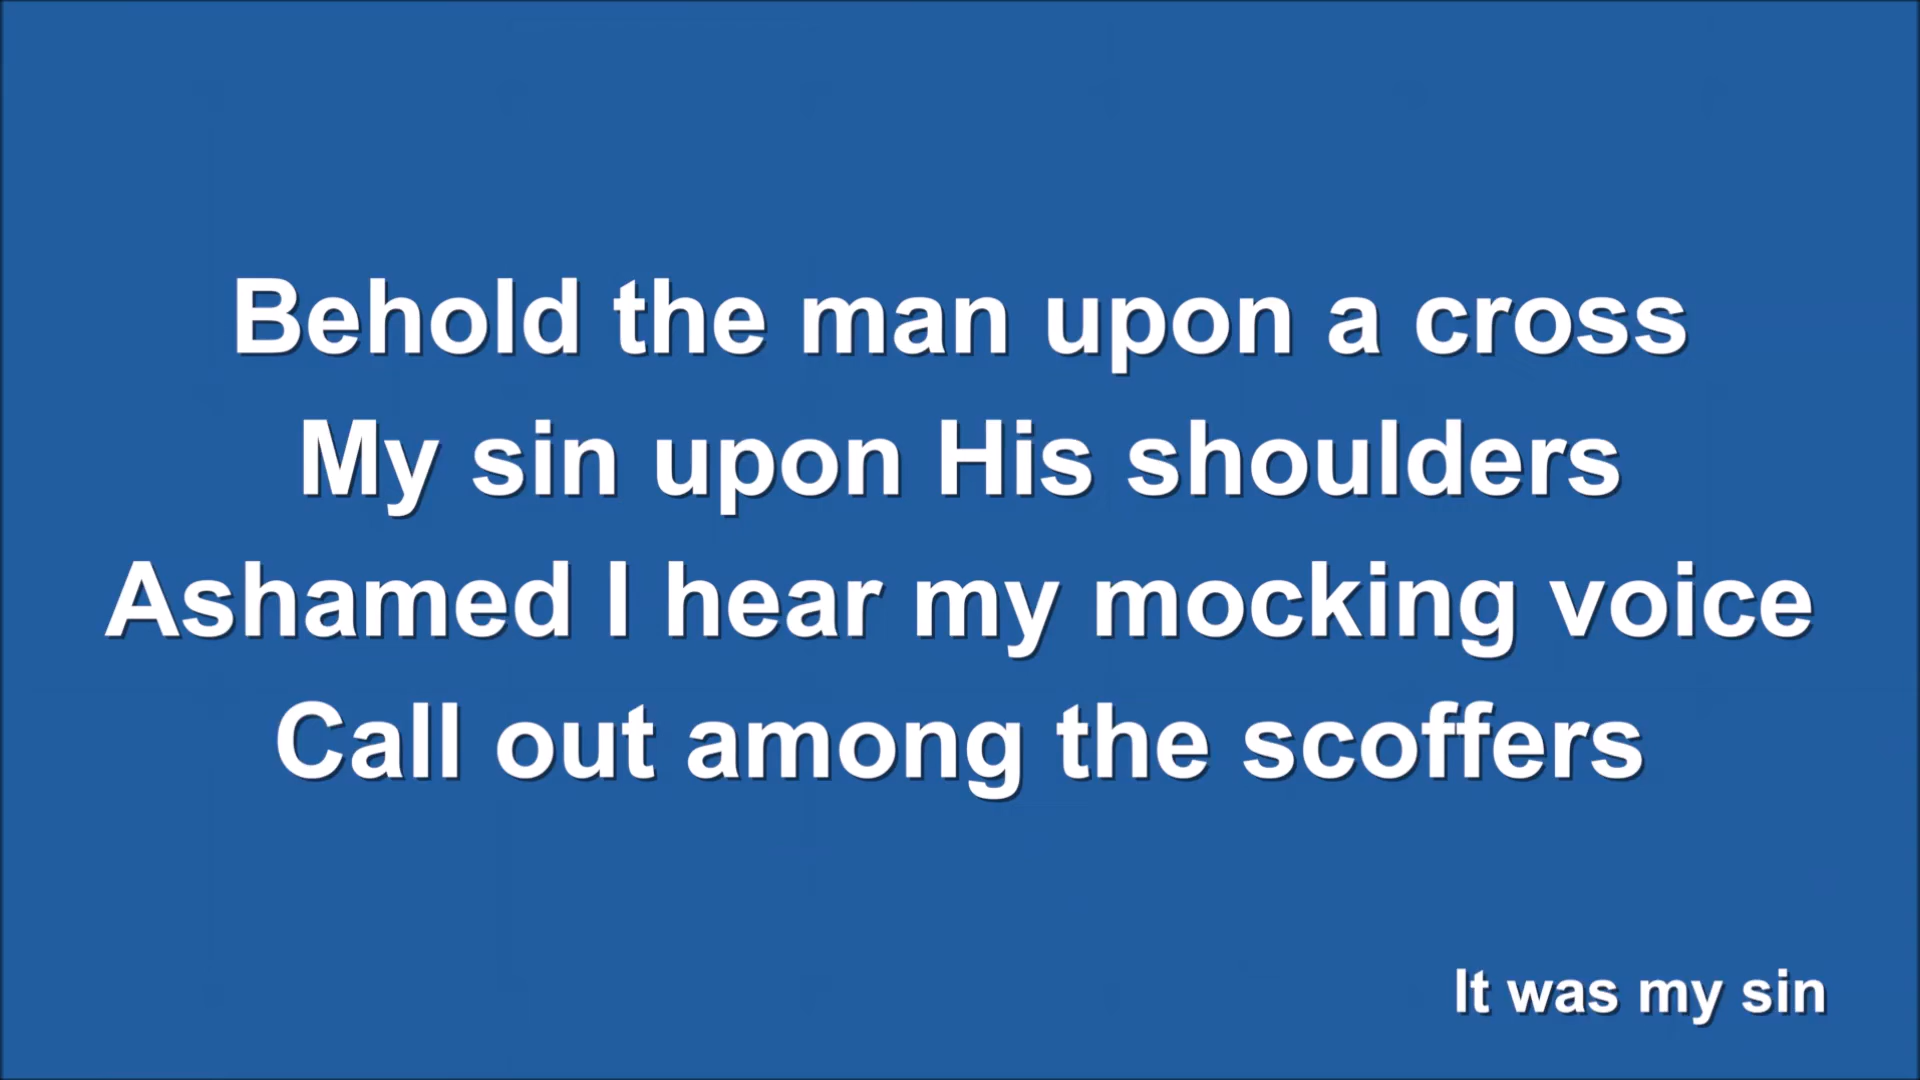 Behold the man upon a cross
My sin upon His shoulders
Ashamed I hear my mocking voice
Call out among the scoffers
It was my sin